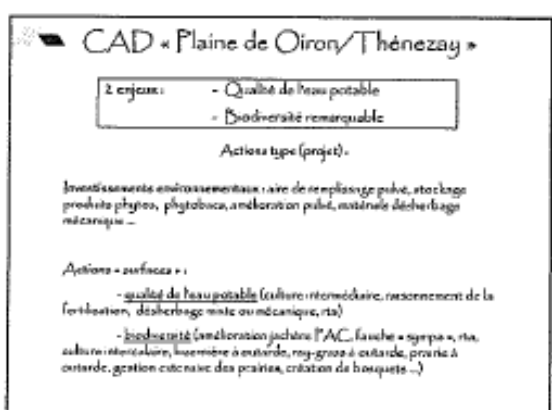 CAD « Plaine de Oiron/Thénezay »
2 enjeux : - Qualité de l'eau potable
- Biodiversité remarquable
Actions type (projet) :
Investissements environnementaux : aire de remplissage pulvé, stockage
produits phytos, phytobacs, amélioration pulvé, matériels désherbage
mécanique ...
Actions « surfaces » :
- qualité de l'eau potable (culture intermédiaire, raisonnement de la
fertilisation, désherbage mixte ou mécanique, rta)
- biodiversité (amélioration jachère PAC, fauche « sympa », rta,
culture intercalaire, luzernière à outarde, ray-grass à outarde, prairie à
outarde, gestion extensive des prairies, création de bosquets ...)